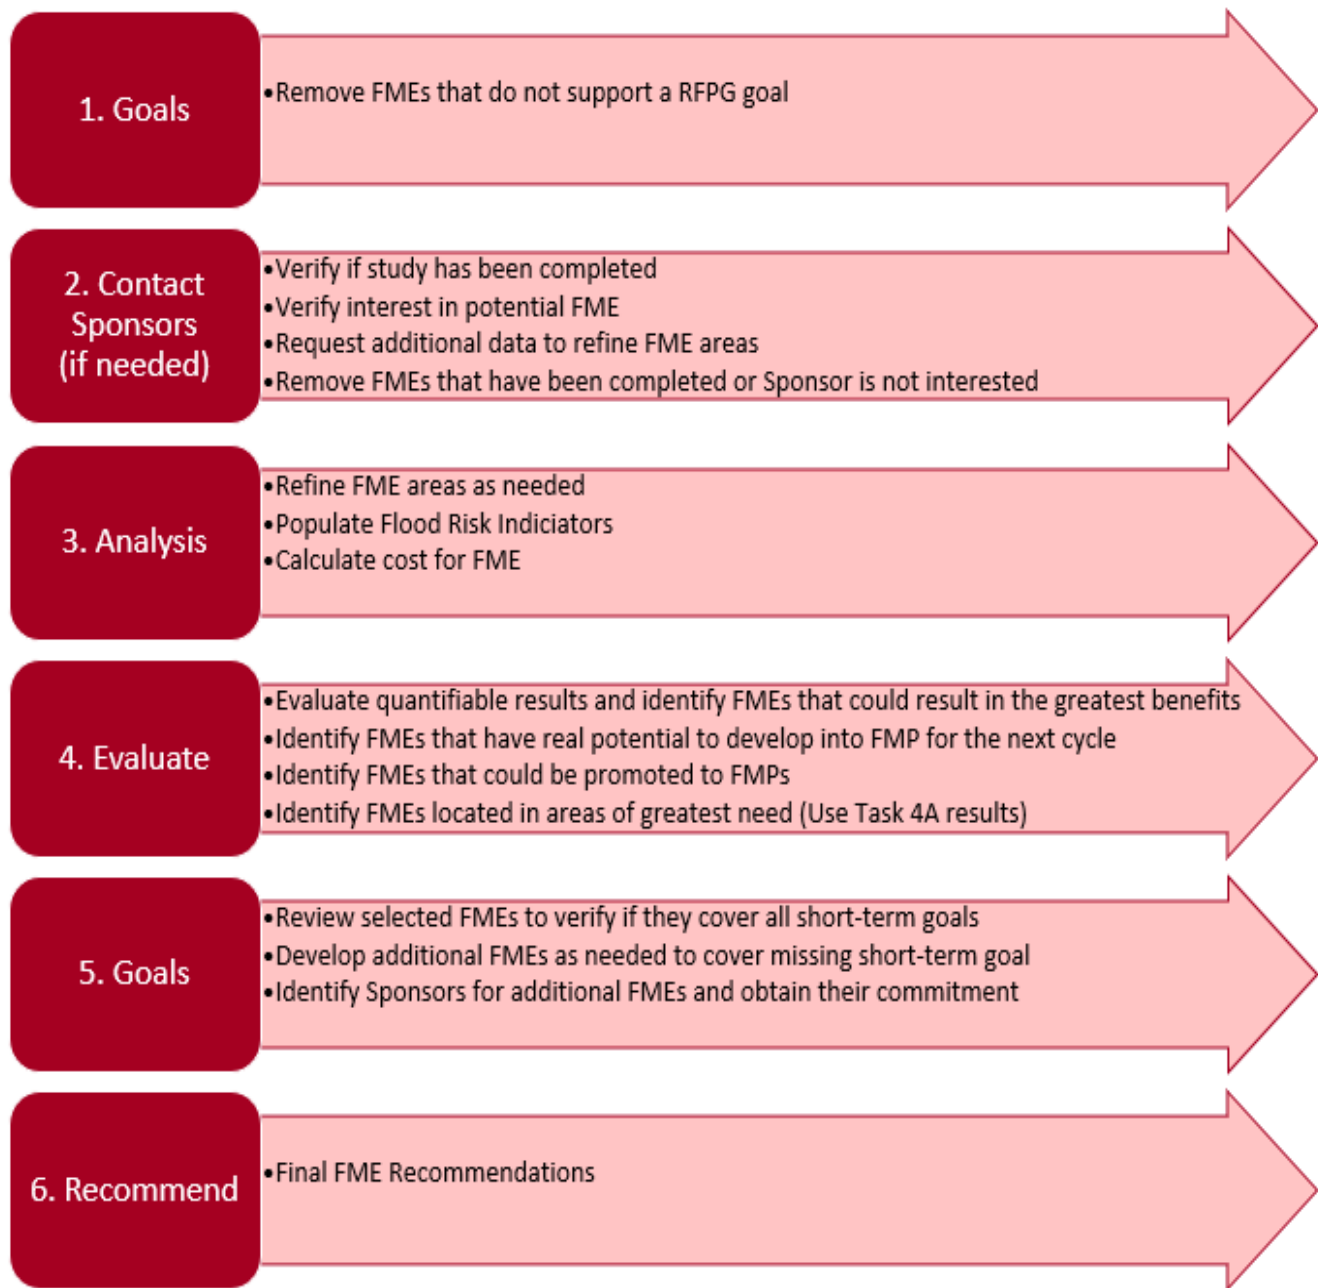 1. Goals
•Remove FMEs that do not support a RFPG goal
2. Contact
Sponsors
(if needed)
•Verify if study has been completed
•Verify interest in potential FME
•Request additional data to refine FME areas
•Remove FMEs that have been completed or Sponsor is not interested
3. Analysis
•Refine FME areas as needed
•Populate Flood Risk Indiciators
•Calculate cost for FME
4. Evaluate
•Evaluate quantifiable results and identify FMEs that could result in the greatest benefits
•Identify FMEs that have real potential to develop into FMP for the next cycle
•Identify FMEs that could be promoted to FMPs
•Identify FMEs located in areas of greatest need (Use Task 4A results)
5. Goals
•Review selected FMEs to verify if they cover all short-term goals
•Develop additional FMEs as needed to cover missing short-term goal
•Identify Sponsors for additional FMEs and obtain their commitment
6. Recommend
•Final FME Recommendations